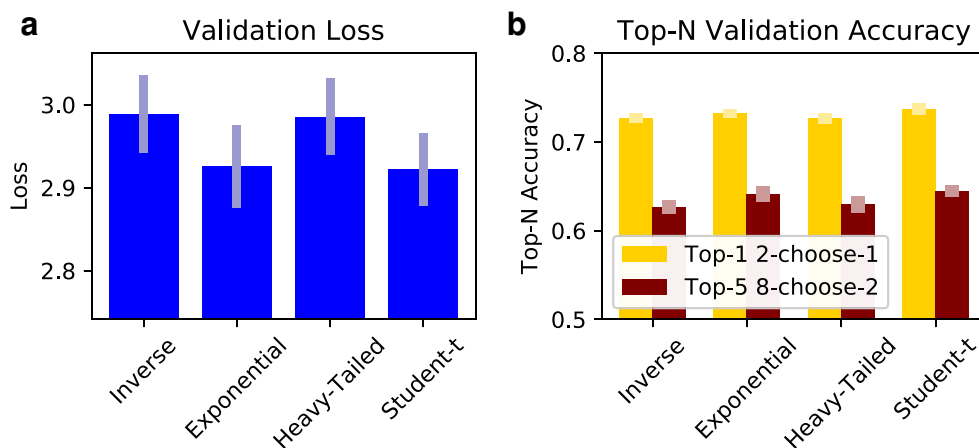 a
Validation Loss
3.0
2.9
2.8
Loss
Inverse
Exponential
Heavy-Tailed
Student-t
b
Top-N Validation Accuracy
0.8
0.7
0.6
0.5
Top-N Accuracy
Top-1 2-choose-1
Top-5 8-choose-2
Inverse
Exponential
Heavy-Tailed
Student-t